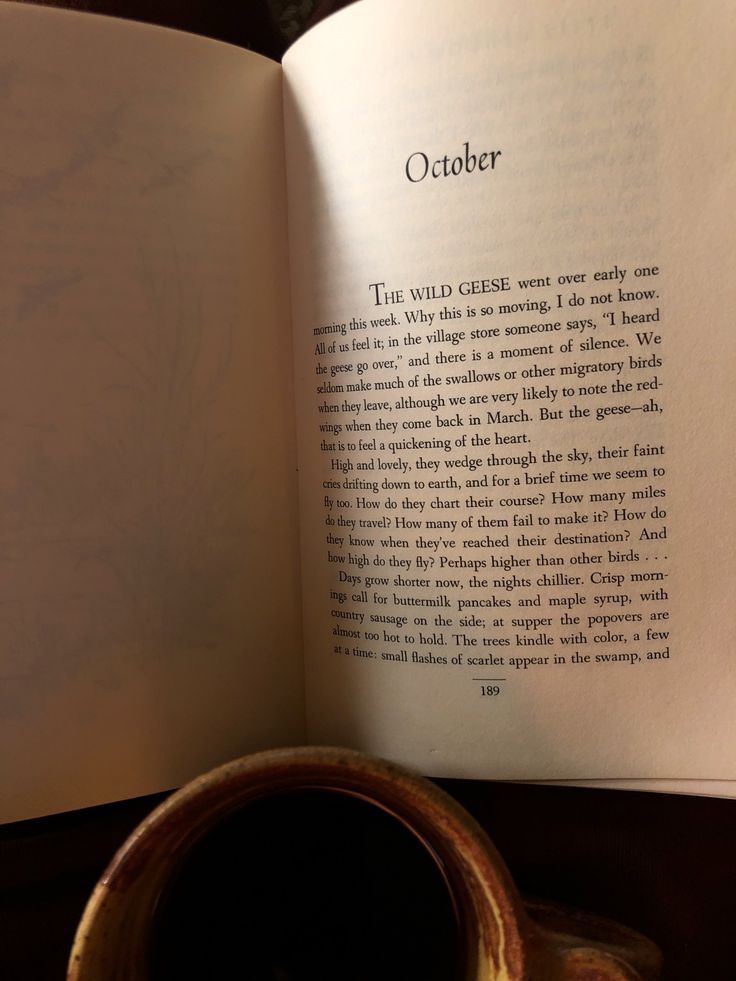 October
THE WILD GEESE went over early one
morning this week. Why this is so moving, I do not know.
All of us feel it; in the village store someone says, “I heard
the geese go over,” and there is a moment of silence. We
seldom make much of the swallows or other migratory birds
when they leave, although we are very likely to note the red-
wings when they come back in March. But the geese—ah,
that is to feel a quickening of the heart.
High and lovely, they wedge through the sky, their faint
cries drifting down to earth, and for a brief time we seem to
fly too. How do they chart their course? How many miles
do they travel? How many of them fail to make it? How do
they know when they’ve reached their destination? And
how high do they fly? Perhaps higher than other birds . . .
Days grow shorter now, the nights chillier. Crisp morn-
ings call for buttermilk pancakes and maple syrup, with
country sausage on the side; at supper the popovers are
almost too hot to hold. The trees kindle with color, a few
at a time: small flashes of scarlet appear in the swamp, and
189